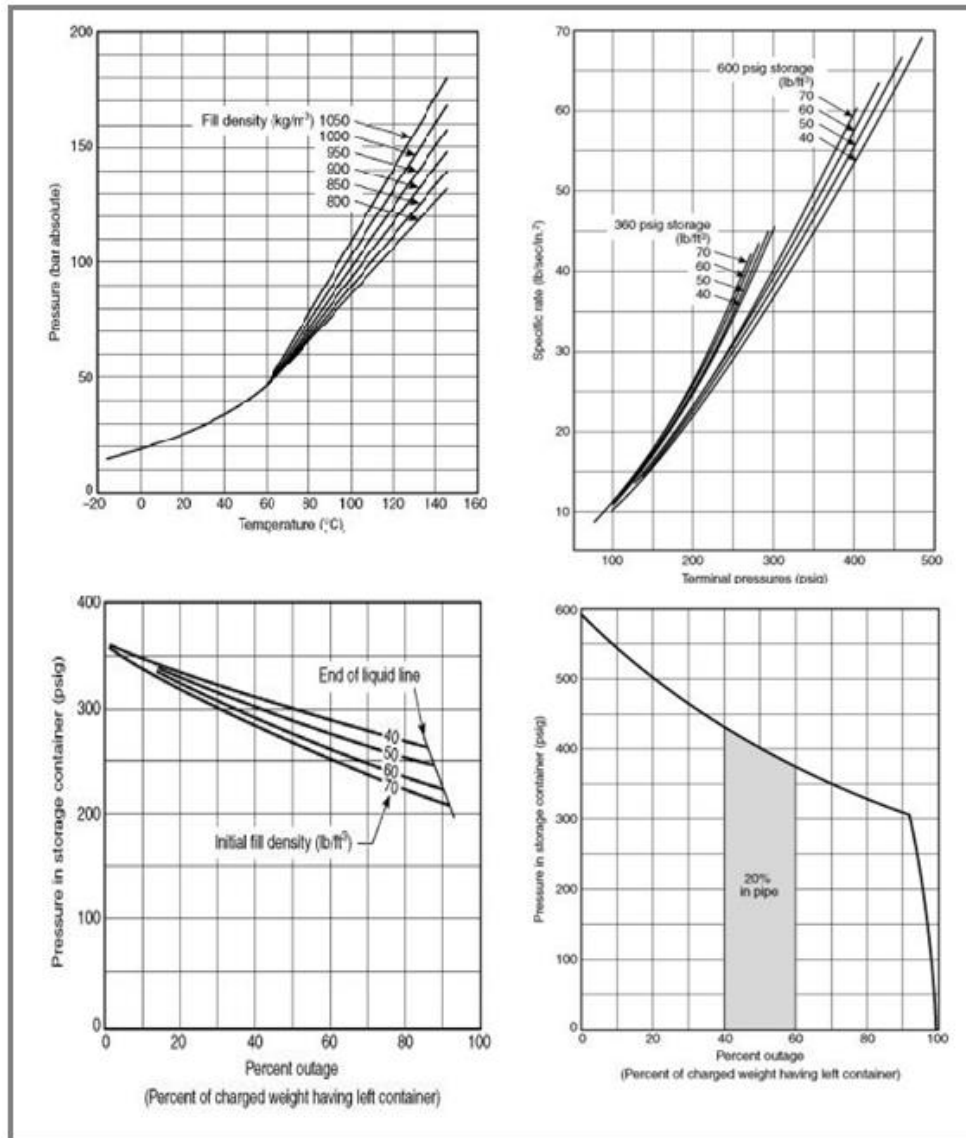 200
150
100
50
0
Pressure (bar absolute)
Fill density (kg/m³) 1050
1000
950
900
850
800
–20 0 20 40 60 80 100 120 140 160
Temperature (°C)
70
60
50
40
30
20
10
Specific rate (lb/sec/in.²)
600 psig storage
(lb/ft³)
70
60
50
40
360 psig storage
(lb/ft³)
70
60
50
40
100 200 300 400 500
Terminal pressures (psig)
400
300
200
100
0
Pressure in storage container (psig)
End of liquid line
40
50
60
70
Initial fill density (lb/ft³)
0 20 40 60 80 100
Percent outage
(Percent of charged weight having left container)
600
500
400
300
200
100
0
Pressure in storage container (psig)
20%
in pipe
0 20 40 60 80 100
Percent outage
(Percent of charged weight having left container)